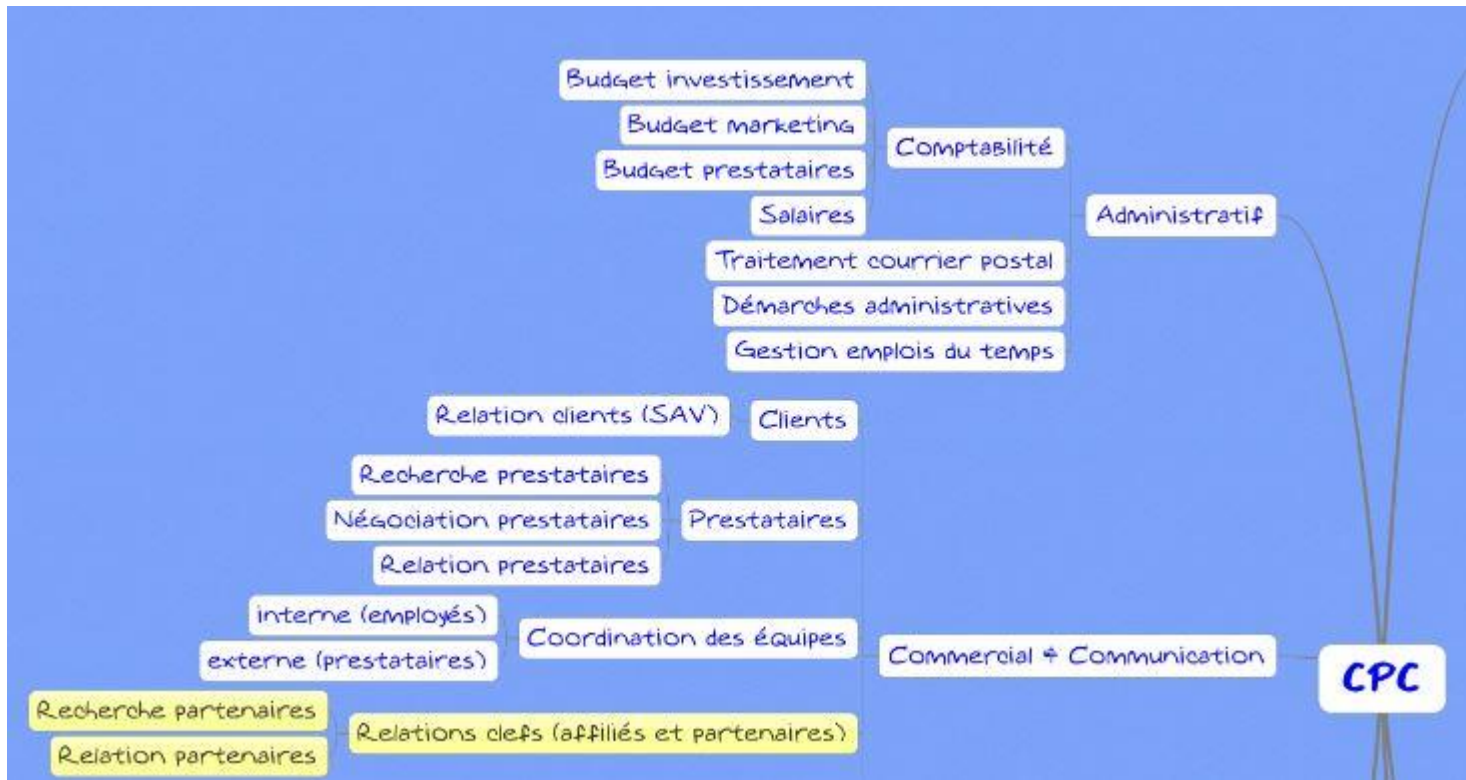 Budget investissement
Budget marketing
Budget prestataires
Salaires
Comptabilité
Traitement courrier postal
Démarches administratives
Gestion emplois du temps
Administratif
Relation clients (SAV)
Clients
Recherche prestataires
Négociation prestataires
Relation prestataires
Prestataires
interne (employés)
externe (prestataires)
Coordination des équipes
Recherche partenaires
Relation partenaires
Relations clefs (affiliés et partenaires)
Commercial + Communication
CPC